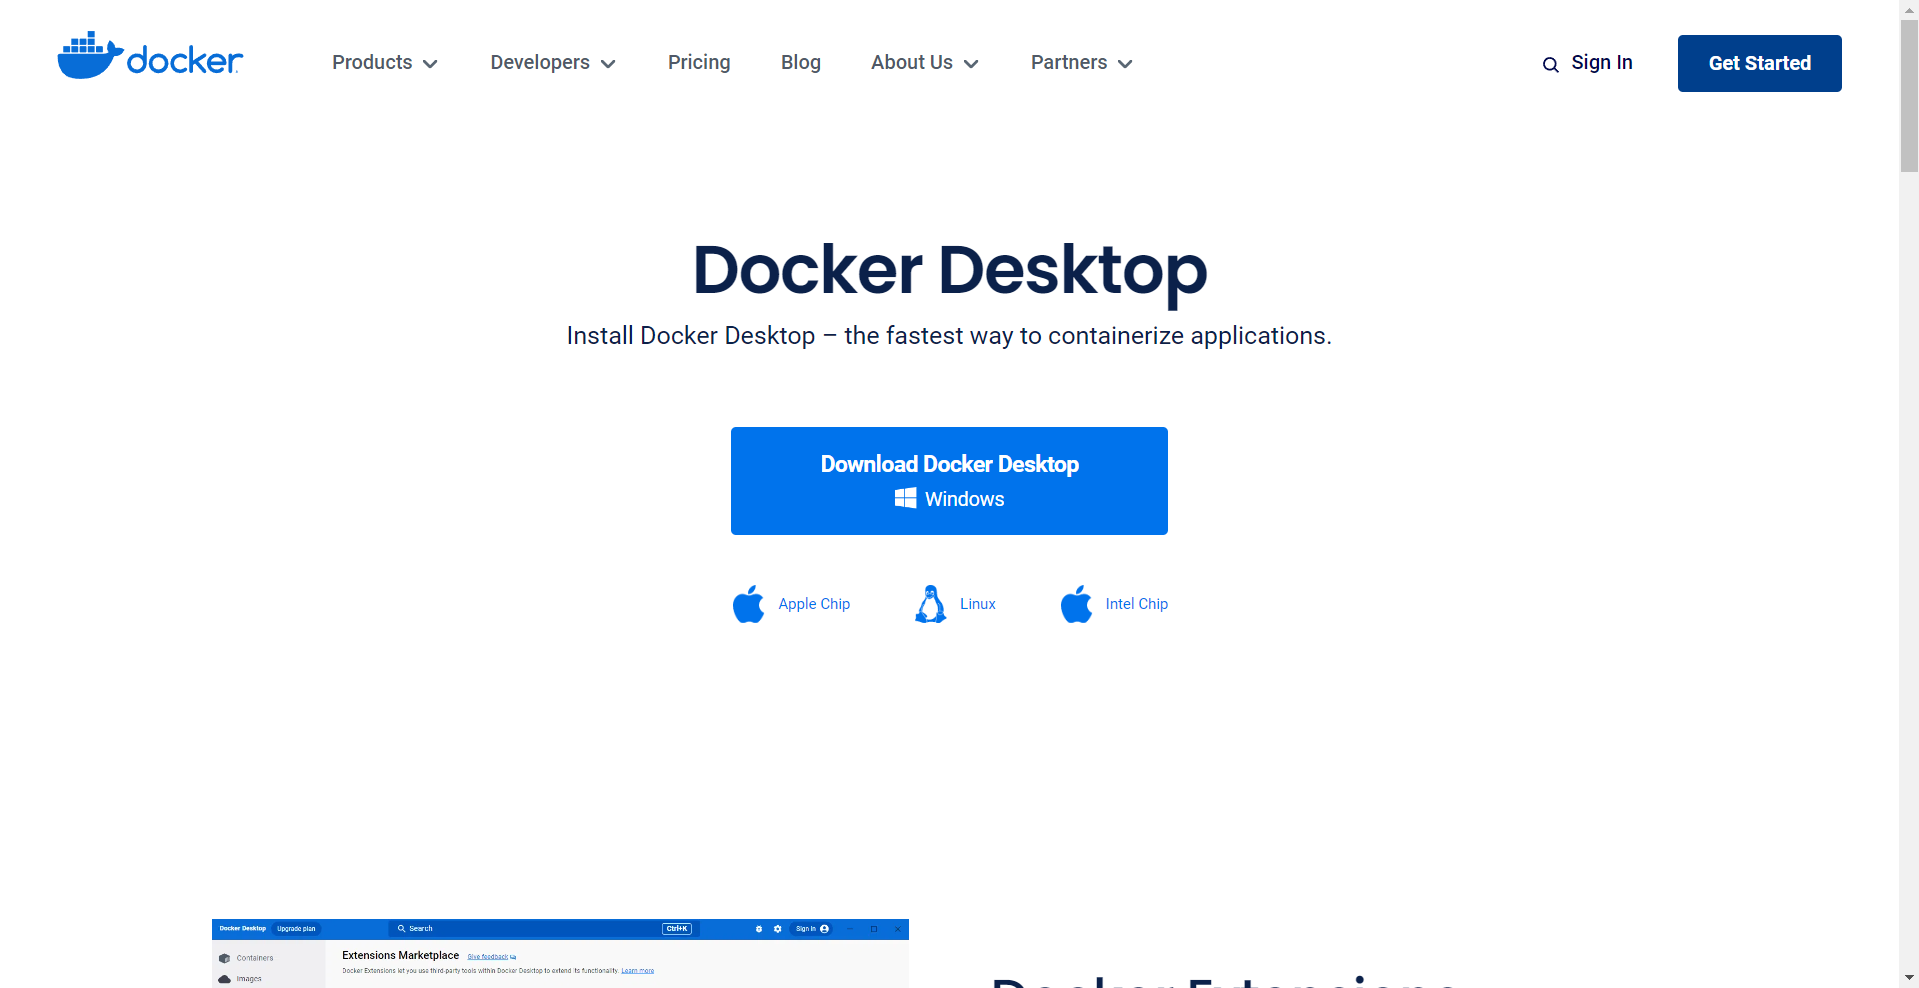 docker
Products
Developers
Pricing
Blog
About Us
Partners
Sign In
Get Started
Docker Desktop
Install Docker Desktop – the fastest way to containerize applications.
Download Docker Desktop
Windows
Apple Chip
Linux
Intel Chip
Docker Desktop
Upgrade plan
Search
Ctrl+K
Sign in
Containers
Images
Extensions Marketplace
Give feedback
Docker Extensions let you use third-party tools within Docker Desktop to extend its functionality. Learn more
Docker Extensions